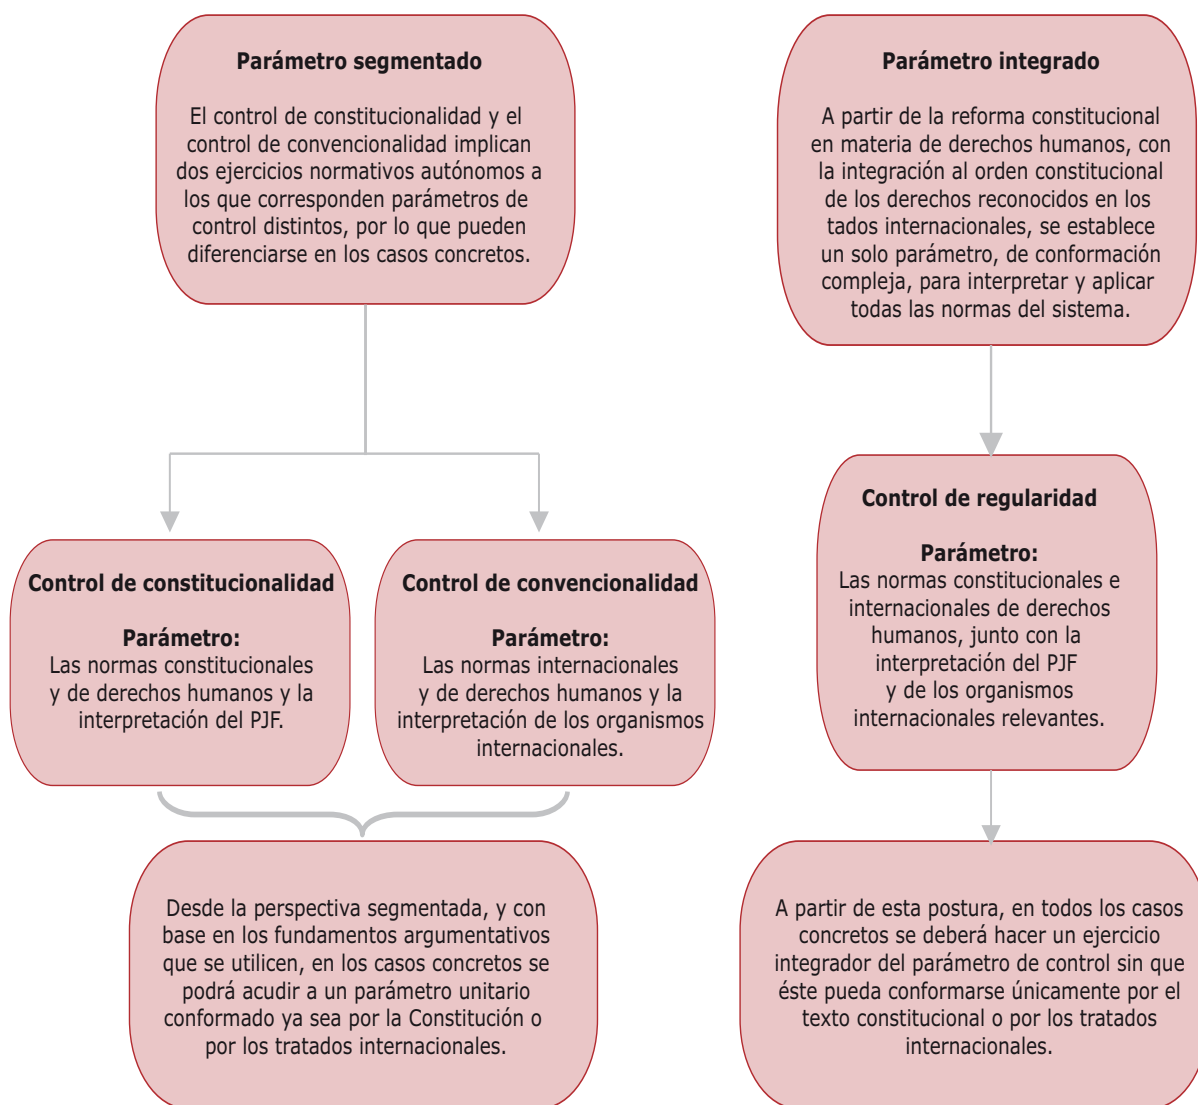 Parámetro segmentado
El control de constitucionalidad y el
control de convencionalidad implican
dos ejercicios normativos autónomos a
los que corresponden parámetros de
control distintos, por lo que pueden
diferenciarse en los casos concretos.
Parámetro integrado
A partir de la reforma constitucional
en materia de derechos humanos, con
la integración al orden constitucional
de los derechos reconocidos en los
tados internacionales, se establece
un solo parámetro, de conformación
compleja, para interpretar y aplicar
todas las normas del sistema.
Control de constitucionalidad
Parámetro:
Las normas constitucionales
y de derechos humanos y la
interpretación del PJF.
Control de convencionalidad
Parámetro:
Las normas internacionales
y de derechos humanos y la
interpretación de los organismos
internacionales.
Control de regularidad
Parámetro:
Las normas constitucionales e
internacionales de derechos
humanos, junto con la
interpretación del PJF
y de los organismos
internacionales relevantes.
Desde la perspectiva segmentada, y con
base en los fundamentos argumentativos
que se utilicen, en los casos concretos se
podrá acudir a un parámetro unitario
conformado ya sea por la Constitución o
por los tratados internacionales.
A partir de esta postura, en todos los casos
concretos se deberá hacer un ejercicio
integrador del parámetro de control sin que
éste pueda conformarse únicamente por el
texto constitucional o por los tratados
internacionales.